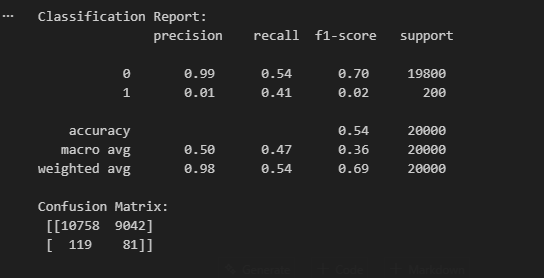 Classification Report:
precision recall f1-score support
0 0.99 0.54 0.70 19800
1 0.01 0.41 0.02 200
accuracy 0.54 20000
macro avg 0.50 0.47 0.36 20000
weighted avg 0.98 0.54 0.69 20000
Confusion Matrix:
[[10758 9042]
[ 119 81]]